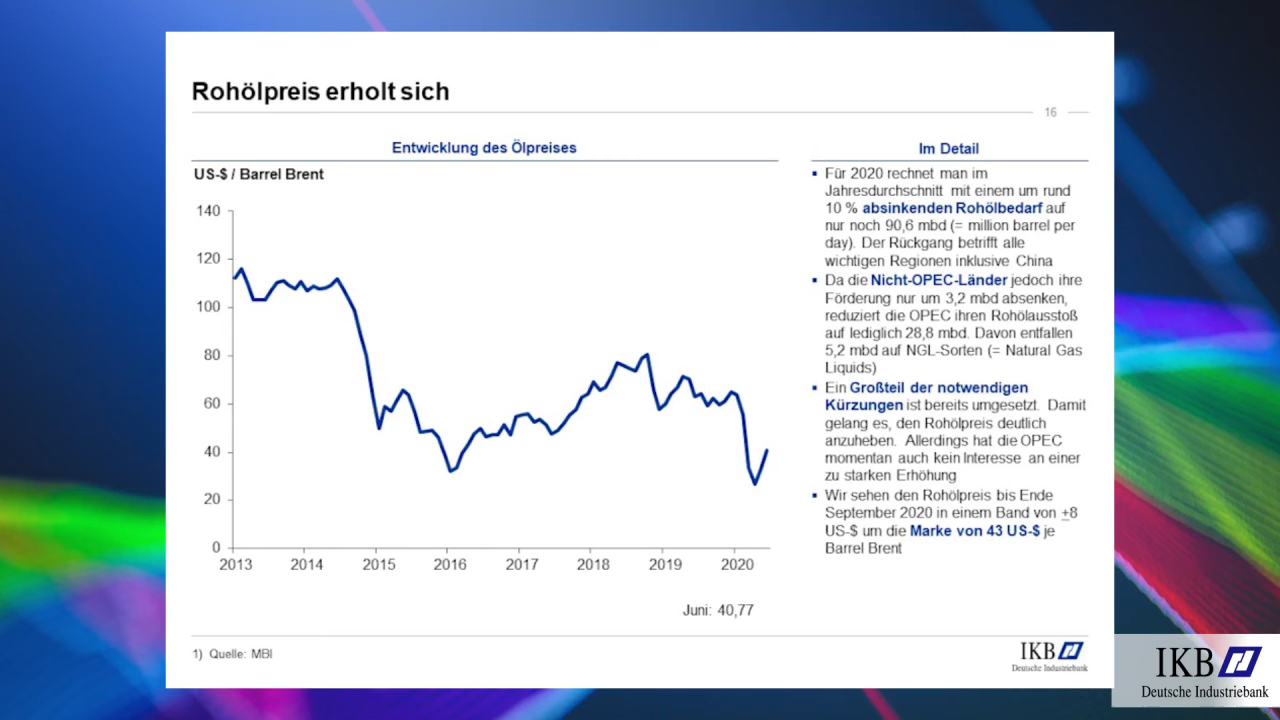 Rohölpreis erholt sich
16
Entwicklung des Ölpreises
US-$ / Barrel Brent
140
120
100
80
60
40
20
0
2013 2014 2015 2016 2017 2018 2019 2020
Juni: 40,77
Im Detail
▪ Für 2020 rechnet man im
Jahresdurchschnitt mit einem um rund
10 % absinkenden Rohölbedarf auf
nur noch 90,6 mbd (= million barrel per
day). Der Rückgang betrifft alle
wichtigen Regionen inklusive China
▪ Da die Nicht-OPEC-Länder jedoch ihre
Förderung nur um 3,2 mbd absenken,
reduziert die OPEC ihren Rohölausstoß
auf lediglich 28,8 mbd. Davon entfallen
5,2 mbd auf NGL-Sorten (= Natural Gas
Liquids)
▪ Ein Großteil der notwendigen
Kürzungen ist bereits umgesetzt. Damit
gelang es, den Rohölpreis deutlich
anzuheben. Allerdings hat die OPEC
momentan auch kein Interesse an einer
zu starken Erhöhung
▪ Wir sehen den Rohölpreis bis Ende
September 2020 in einem Band von ±8
US-$ um die Marke von 43 US-$ je
Barrel Brent
1) Quelle: MBI
IKB
Deutsche Industriebank
IKB
Deutsche Industriebank